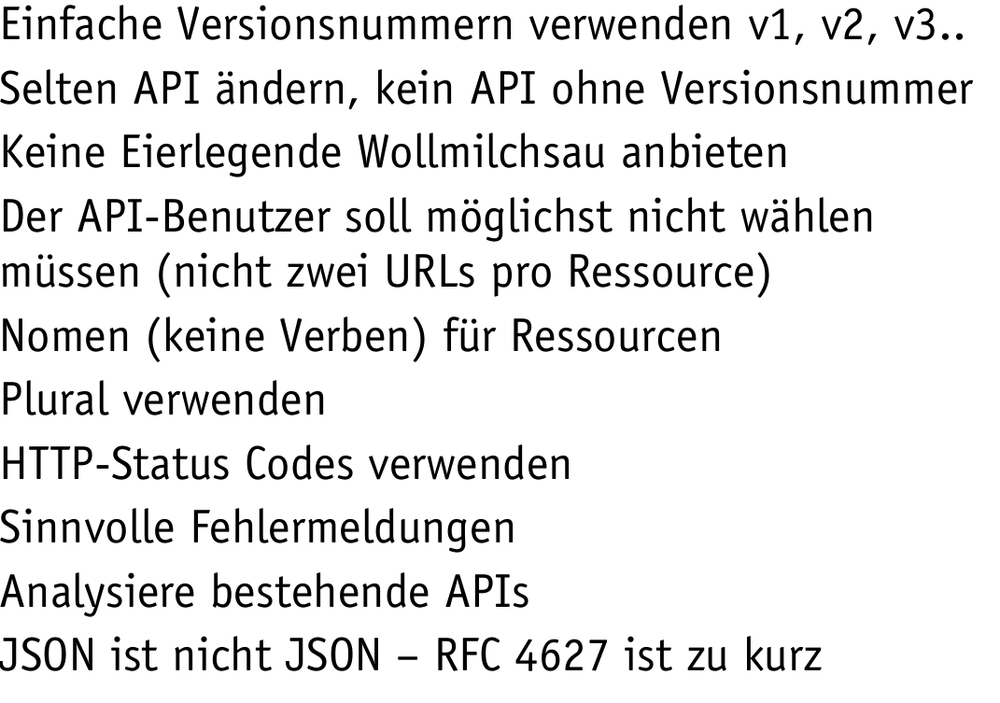 Einfache Versionsnummern verwenden v1, v2, v3..
Selten API ändern, kein API ohne Versionsnummer
Keine Eierlegende Wollmilchsau anbieten
Der API-Benutzer soll möglichst nicht wählen
müssen (nicht zwei URLs pro Ressource)
Nomen (keine Verben) für Ressourcen
Plural verwenden
HTTP-Status Codes verwenden
Sinnvolle Fehlermeldungen
Analysiere bestehende APIs
JSON ist nicht JSON – RFC 4627 ist zu kurz